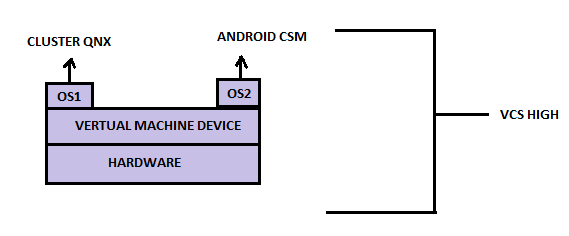 CLUSTER QNX
ANDROID CSM
OS1
OS2
VERTUAL MACHINE DEVICE
HARDWARE
VCS HIGH